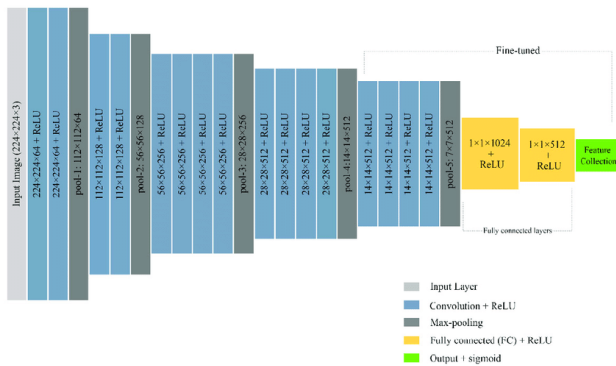 Input Image (224×224×3)
224×224×64 + ReLU
224×224×64 + ReLU
pool-1: 112×112×64
112×112×128 + ReLU
112×112×128 + ReLU
pool-2: 56×56×128
56×56×256 + ReLU
56×56×256 + ReLU
56×56×256 + ReLU
56×56×256 + ReLU
pool-3: 28×28×256
28×28×512 + ReLU
28×28×512 + ReLU
28×28×512 + ReLU
28×28×512 + ReLU
pool-4:14×14×512
14×14×512 + ReLU
14×14×512 + ReLU
14×14×512 + ReLU
14×14×512 + ReLU
pool-5: 7×7×512
Fine-tuned
1×1×1024
+
ReLU
1×1×512
+
ReLU
Feature
Collection
Fully connected layers
Input Layer
Convolution + ReLU
Max-pooling
Fully connected (FC) + ReLU
Output + sigmoid